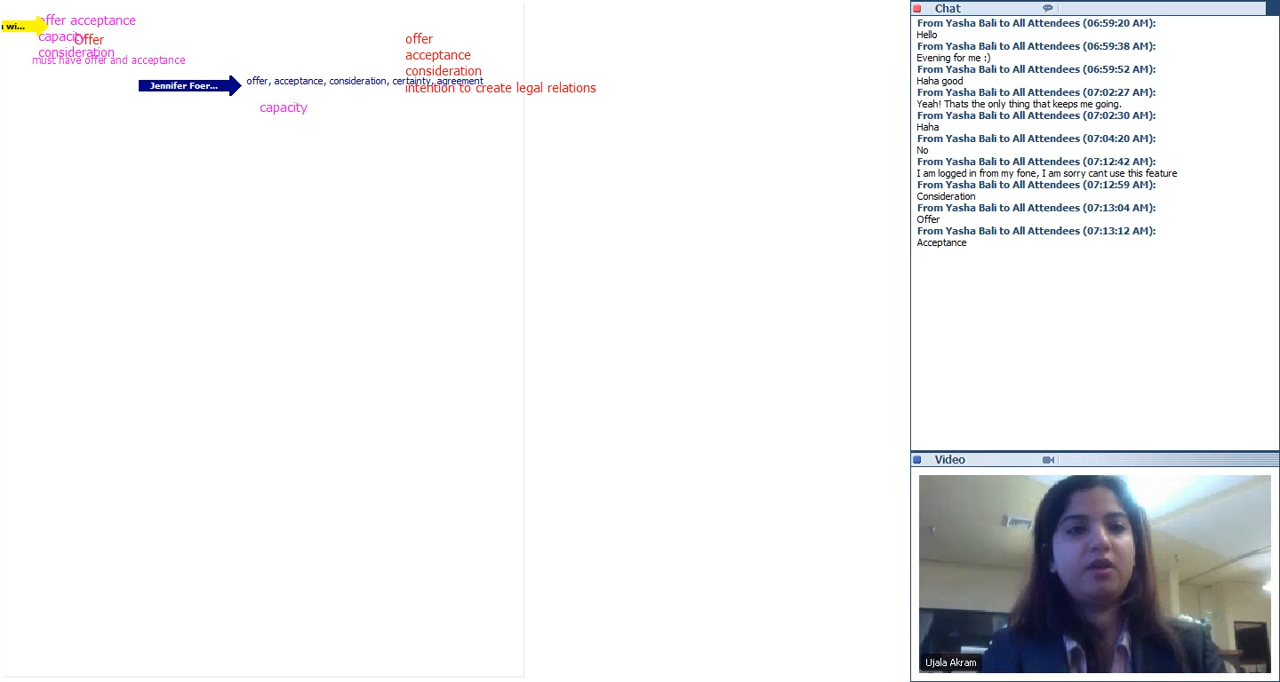 offer acceptance
capacity
consideration
Offer
must have offer and acceptance
wi...
Jennifer Foer...
offer, acceptance, consideration, certainty, agreement
capacity
offer
acceptance
consideration
intention to create legal relations
Chat
From Yasha Bali to All Attendees (06:59:20 AM):
Hello
From Yasha Bali to All Attendees (06:59:38 AM):
Evening for me :)
From Yasha Bali to All Attendees (06:59:52 AM):
Haha good
From Yasha Bali to All Attendees (07:02:27 AM):
Yeah! Thats the only thing that keeps me going.
From Yasha Bali to All Attendees (07:02:30 AM):
Haha
From Yasha Bali to All Attendees (07:04:20 AM):
No
From Yasha Bali to All Attendees (07:12:42 AM):
I am logged in from my fone, I am sorry cant use this feature
From Yasha Bali to All Attendees (07:12:59 AM):
Consideration
From Yasha Bali to All Attendees (07:13:04 AM):
Offer
From Yasha Bali to All Attendees (07:13:12 AM):
Acceptance
Video
Ujala Akram